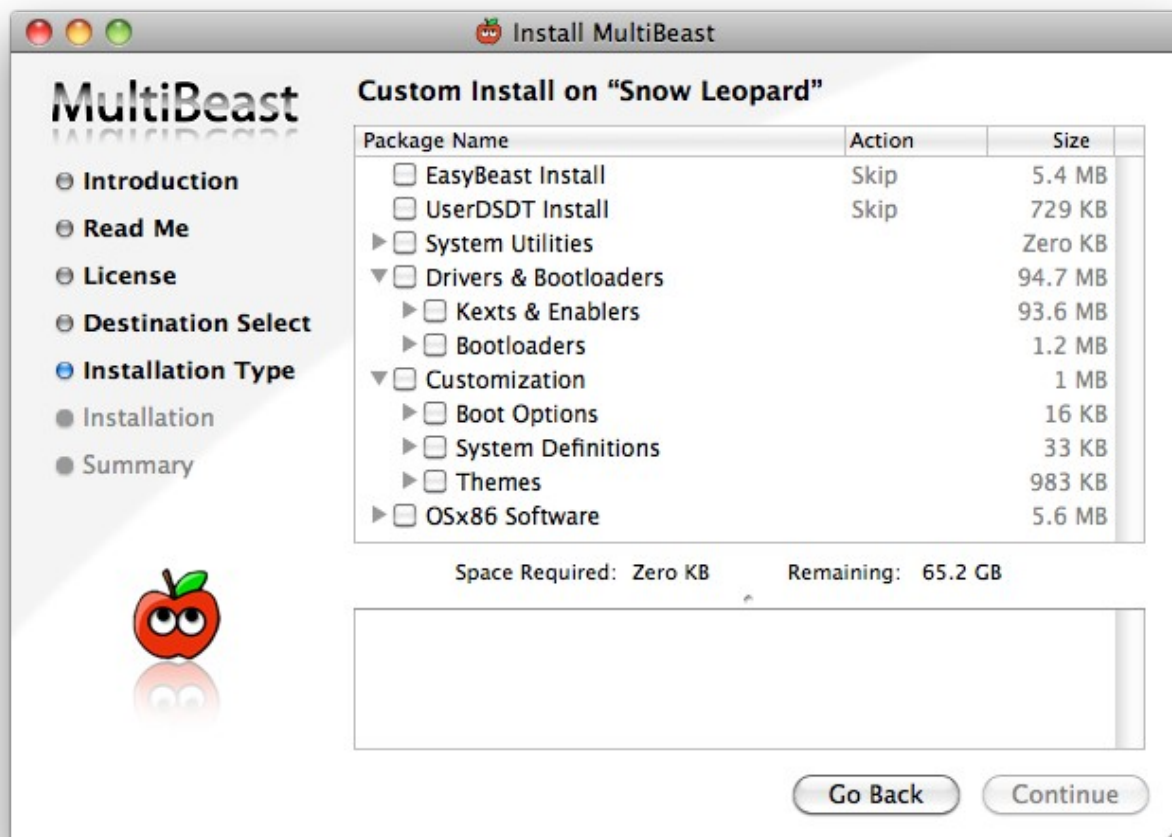 Install MultiBeast
MultiBeast
Introduction
Read Me
License
Destination Select
Installation Type
Installation
Summary
Custom Install on “Snow Leopard”
Package Name Action Size
EasyBeast Install Skip 5.4 MB
UserDSDT Install Skip 729 KB
System Utilities Zero KB
Drivers & Bootloaders 94.7 MB
Kexts & Enablers 93.6 MB
Bootloaders 1.2 MB
Customization 1 MB
Boot Options 16 KB
System Definitions 33 KB
Themes 983 KB
OSx86 Software 5.6 MB
Space Required: Zero KB Remaining: 65.2 GB
Go Back Continue